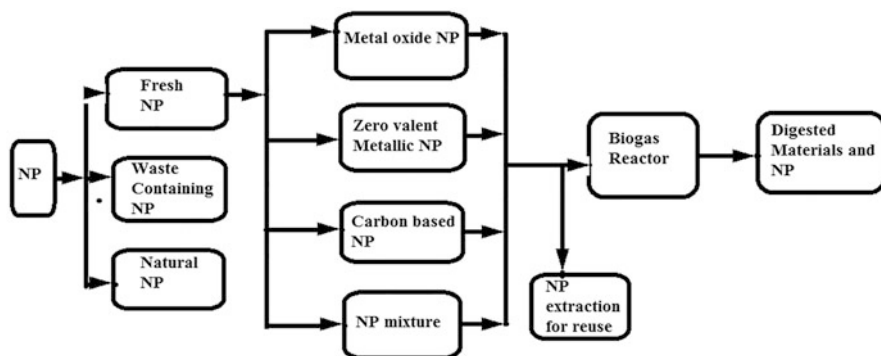 NP
Fresh
NP
Waste
Containing
NP
Natural
NP
Metal oxide NP
Zero valent
Metallic NP
Carbon based
NP
NP mixture
Biogas
Reactor
NP
extraction
for reuse
Digested
Materials and
NP